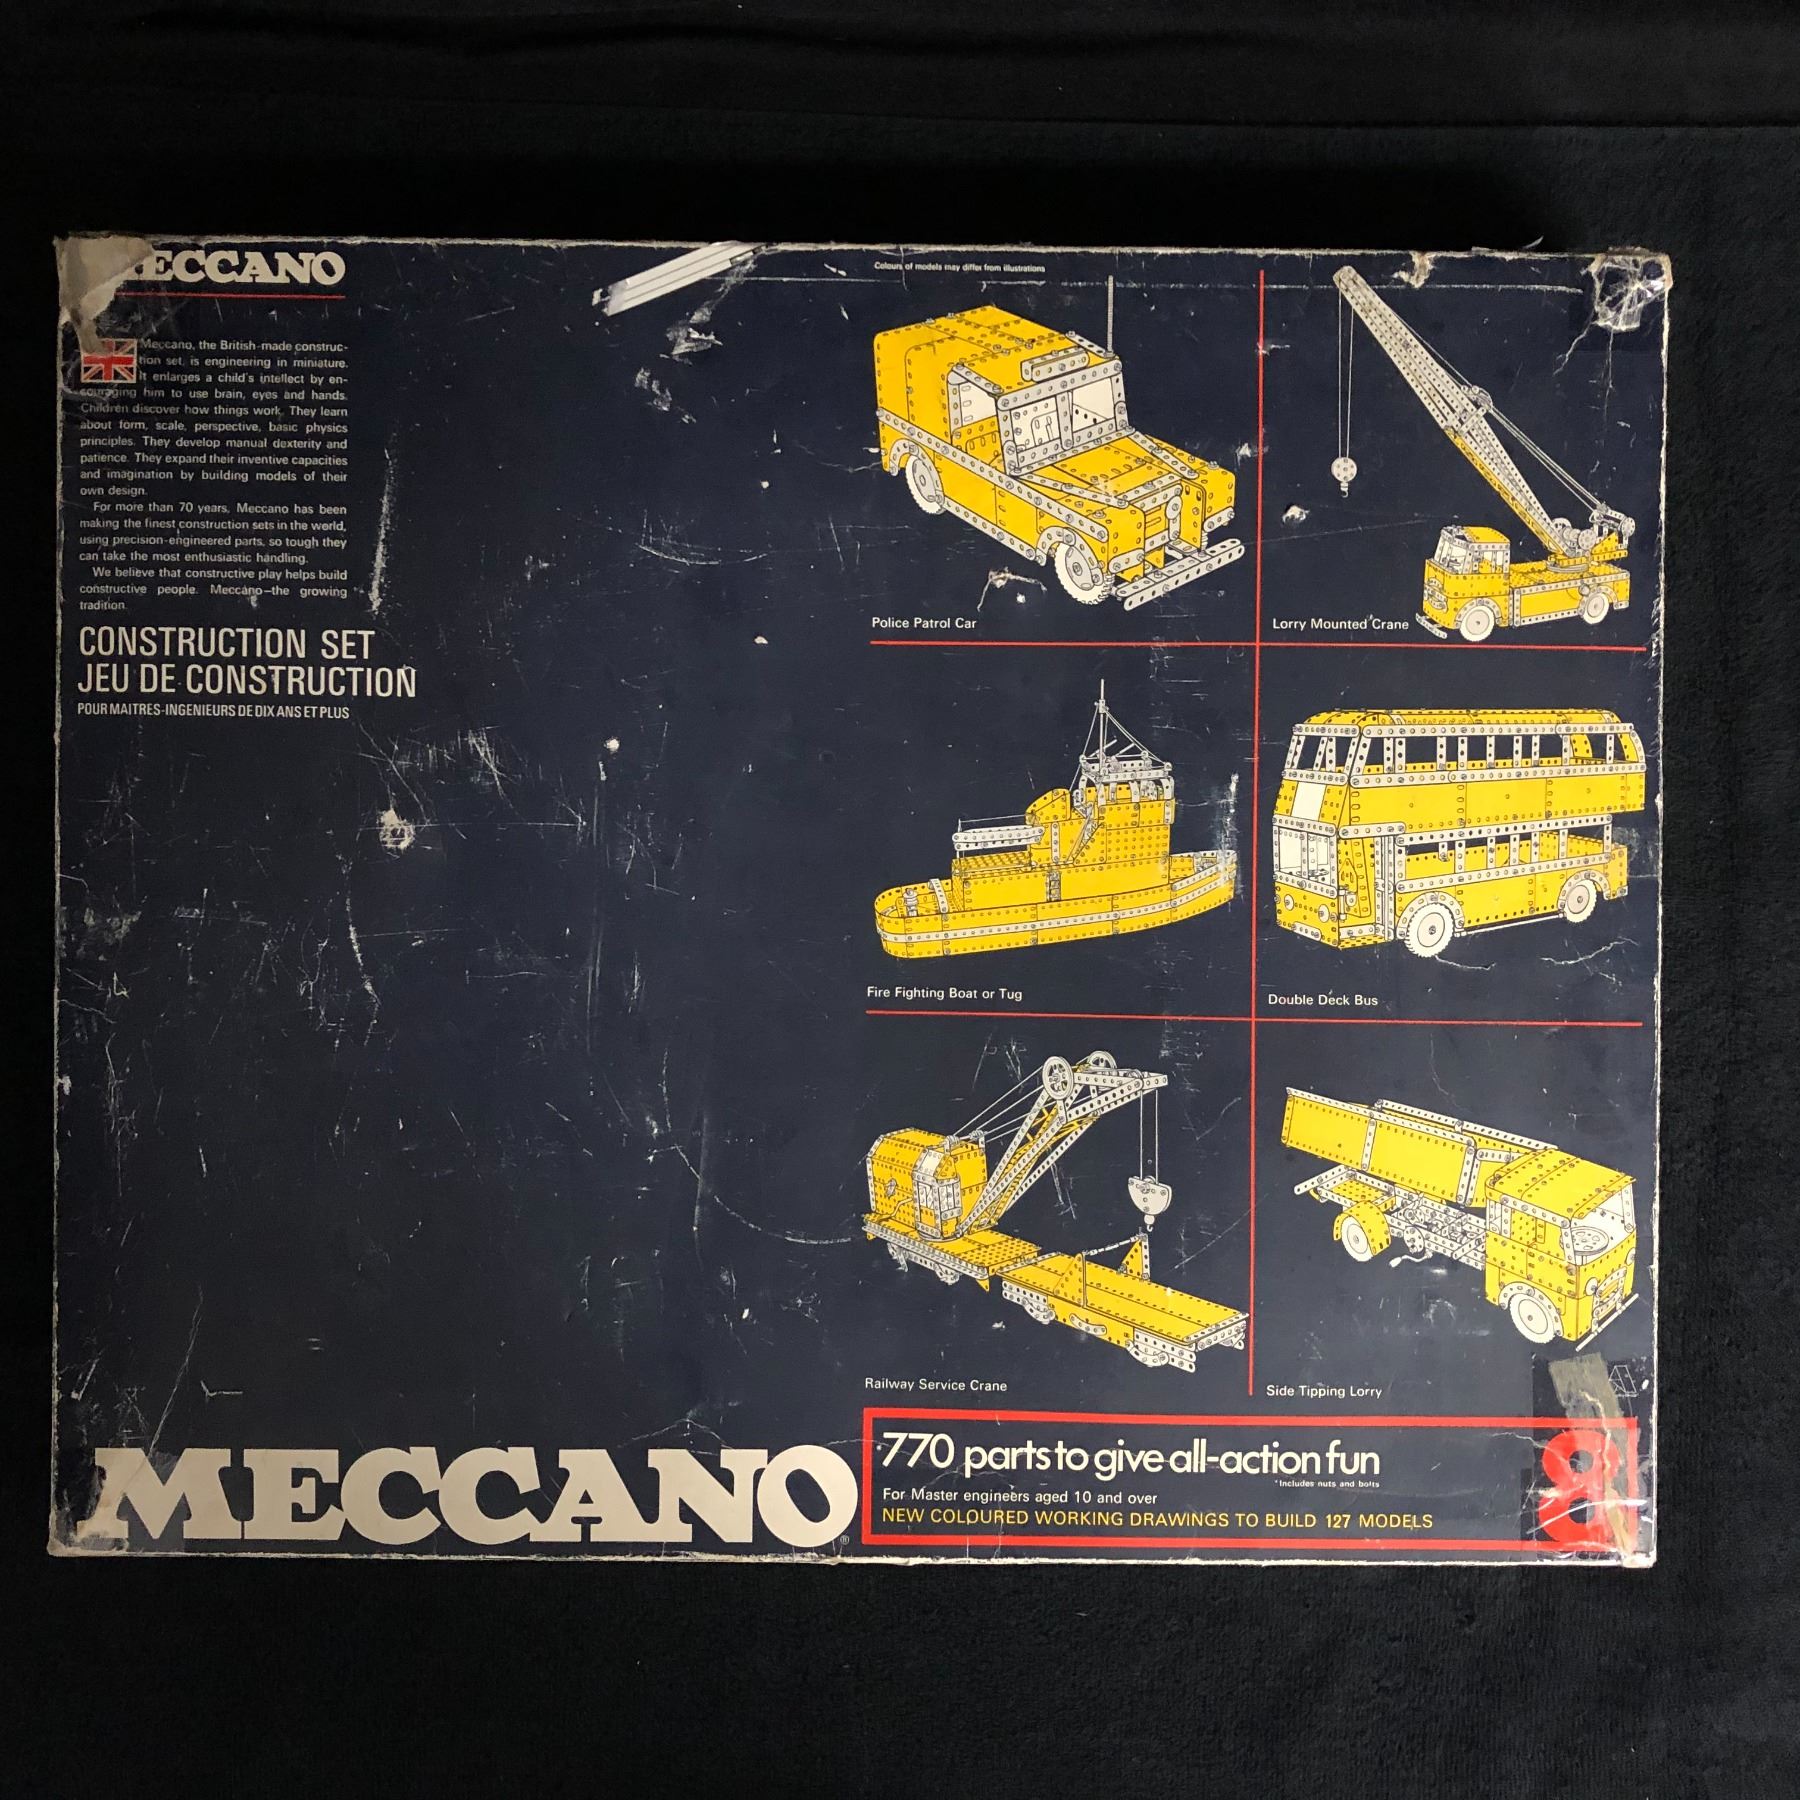 ECCANO
Meccano, the British-made construc-
tion set, is engineering in miniature.
It enlarges a child's intellect by en-
couraging him to use brain, eyes and hands.
Children discover how things work. They learn
about form, scale, perspective, basic physics
principles. They develop manual dexterity and
patience. They expand their inventive capacities
and imagination by building models of their
own design.
For more than 70 years, Meccano has been
making the finest construction sets in the world,
using precision-engineered parts, so tough they
can take the most enthusiastic handling.
We believe that constructive play helps build
constructive people. Meccano–the growing
tradition.
CONSTRUCTION SET
JEU DE CONSTRUCTION
POUR MAITRES-INGENIEURS DE DIX ANS ET PLUS
Colours of models may differ from illustrations
Police Patrol Car
Lorry Mounted Crane
Fire Fighting Boat or Tug
Double Deck Bus
Railway Service Crane
Side Tipping Lorry
MECCANO®
770 parts to give all-action fun
*Includes nuts and bolts
For Master engineers aged 10 and over
NEW COLOURED WORKING DRAWINGS TO BUILD 127 MODELS
8